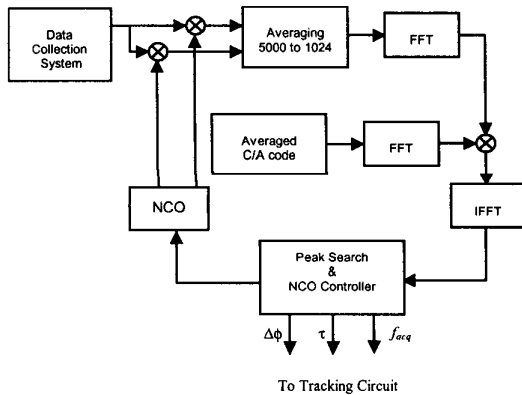 Data
Collection
System
Averaging
5000 to 1024
FFT
Averaged
C/A code
FFT
NCO
IFFT
Peak Search
&
NCO Controller
Δϕ
τ
f_acq
To Tracking Circuit